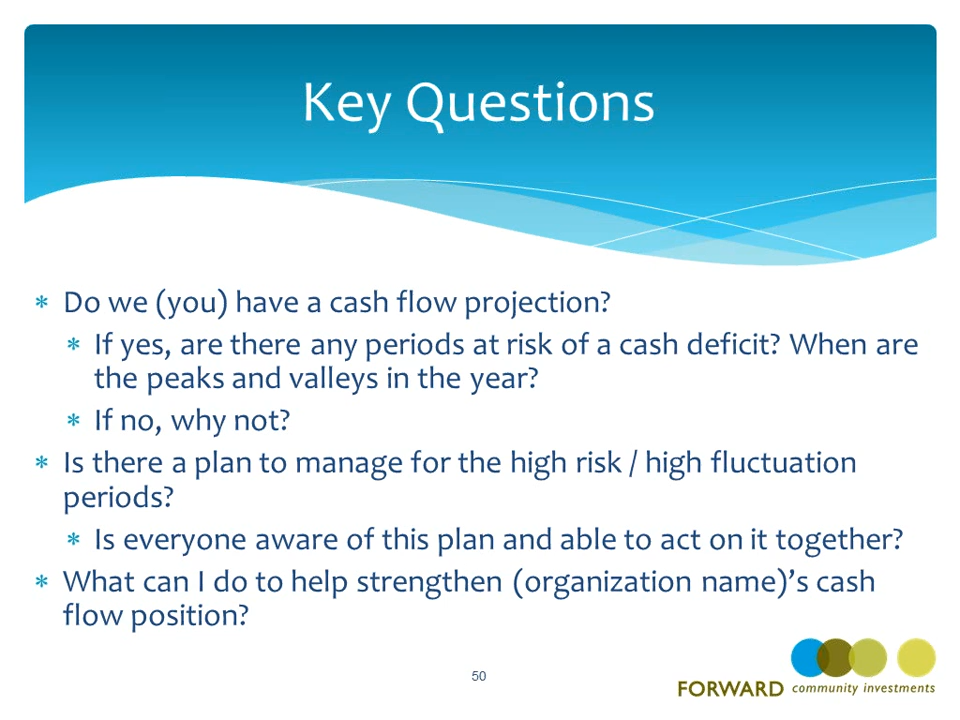 Key Questions
* Do we (you) have a cash flow projection?
* If yes, are there any periods at risk of a cash deficit? When are
the peaks and valleys in the year?
* If no, why not?
* Is there a plan to manage for the high risk / high fluctuation
periods?
* Is everyone aware of this plan and able to act on it together?
* What can I do to help strengthen (organization name)’s cash
flow position?
50
FORWARD community investments